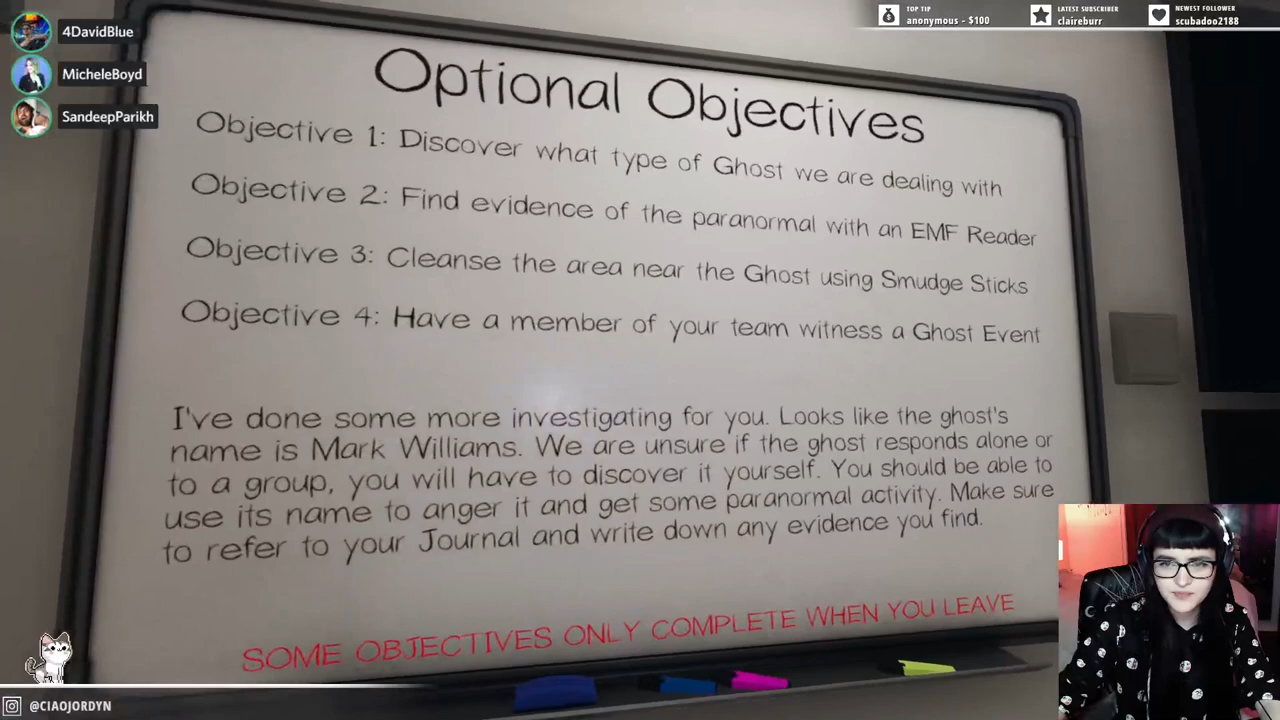 TOP TIP
anonymous - $100
LATEST SUBSCRIBER
claireburr
NEWEST FOLLOWER
scubadoo2188
4DavidBlue
MicheleBoyd
SandeepParikh
Optional Objectives
Objective 1: Discover what type of Ghost we are dealing with
Objective 2: Find evidence of the paranormal with an EMF Reader
Objective 3: Cleanse the area near the Ghost using Smudge Sticks
Objective 4: Have a member of your team witness a Ghost Event
I've done some more investigating for you. Looks like the ghost's
name is Mark Williams. We are unsure if the ghost responds alone or
to a group, you will have to discover it yourself. You should be able to
use its name to anger it and get some paranormal activity. Make sure
to refer to your Journal and write down any evidence you find.
SOME OBJECTIVES ONLY COMPLETE WHEN YOU LEAVE
@CIAOJORDYN